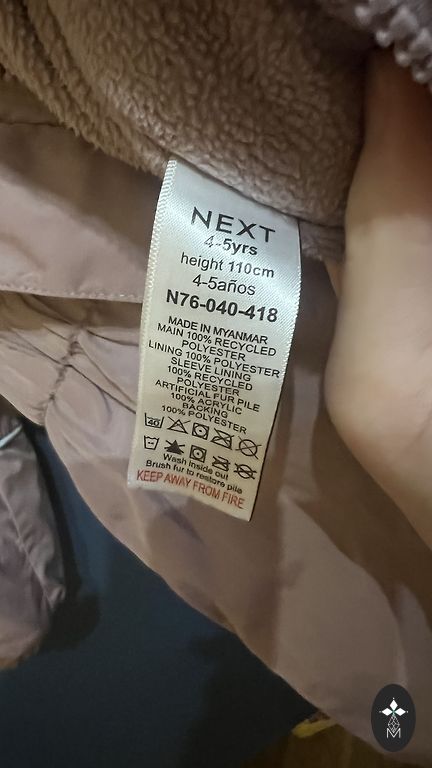 NEXT
4-5yrs
height 110cm
4-5años
N76-040-418
MADE IN MYANMAR
MAIN 100% RECYCLED
POLYESTER
LINING 100% POLYESTER
SLEEVE LINING
100% RECYCLED
POLYESTER
ARTIFICIAL FUR PILE
100% ACRYLIC
BACKING
100% POLYESTER
40
Wash inside out
Brush fur to restore pile
KEEP AWAY FROM FIRE
M